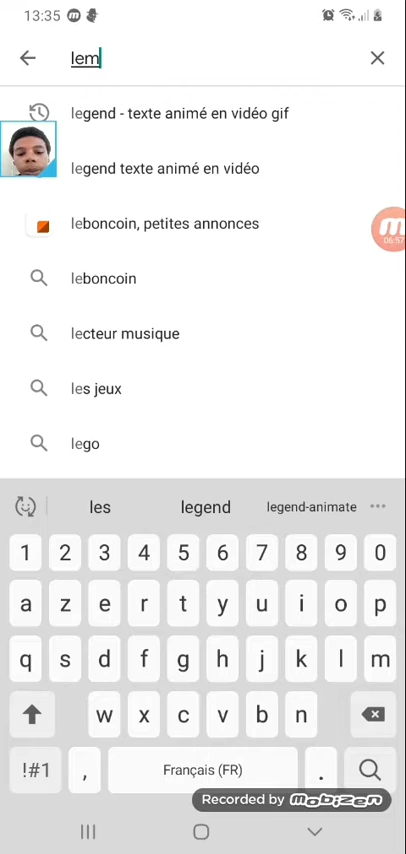 13:35
lem
legend - texte animé en vidéo gif
legend texte animé en vidéo
leboncoin, petites annonces
06:57
leboncoin
lecteur musique
les jeux
lego
les legend legend-animate
1 2 3 4 5 6 7 8 9 0
a z e r t y u i o p
q s d f g h j k l m
w x c v b n
!#1 , Français (FR) .
Recorded by mobizen